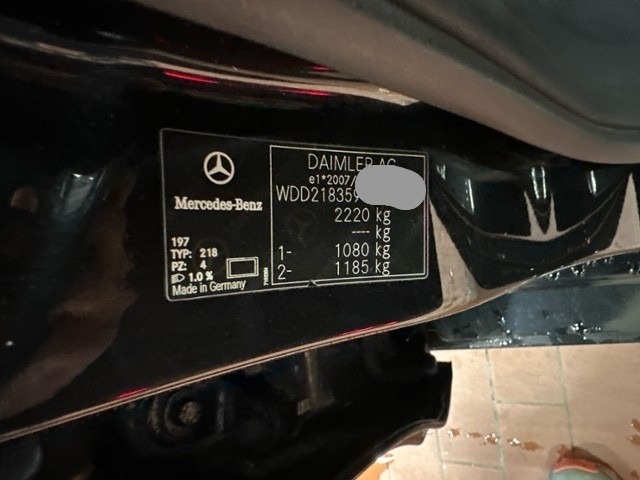 Mercedes-Benz
197
TYP: 218
PZ: 4
1.0 %
Made in Germany
DAIMLER AG
e1*2007/
WDD218359
2220 kg
---- kg
1- 1080 kg
2- 1185 kg